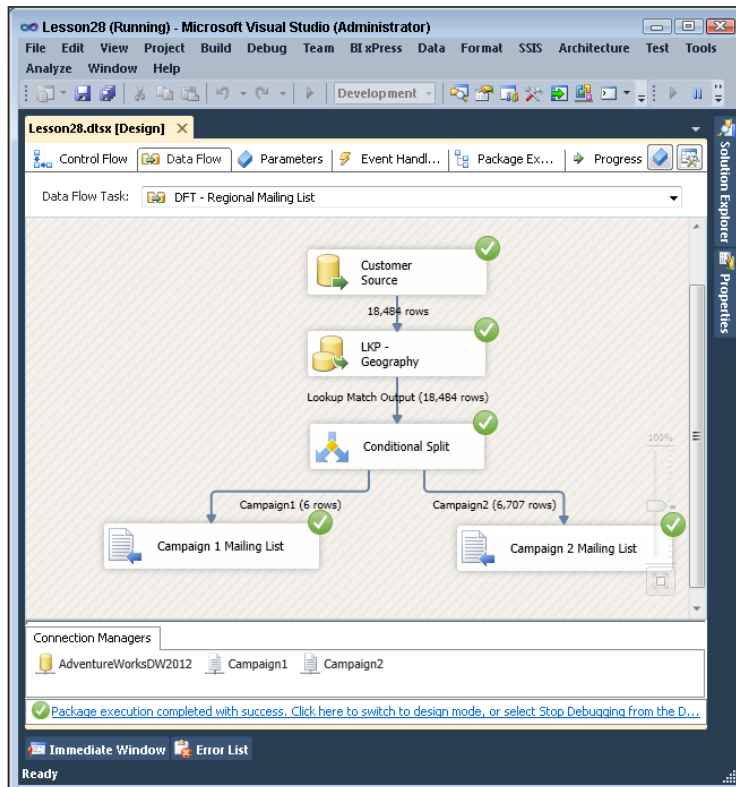 Lesson28 (Running) - Microsoft Visual Studio (Administrator)
File Edit View Project Build Debug Team BI xPress Data Format SSIS Architecture Test Tools
Analyze Window Help
Development
Lesson28.dtsx [Design]
Control Flow Data Flow Parameters Event Handl... Package Ex... Progress
Data Flow Task: DFT - Regional Mailing List
Solution Explorer
Properties
Customer
Source
18,484 rows
LKP -
Geography
Lookup Match Output (18,484 rows)
Conditional Split
100%
Campaign1 (6 rows) Campaign2 (6,707 rows)
Campaign 1 Mailing List Campaign 2 Mailing List
Connection Managers
AdventureWorksDW2012 Campaign1 Campaign2
Package execution completed with success. Click here to switch to design mode, or select Stop Debugging from the D...
Immediate Window Error List
Ready